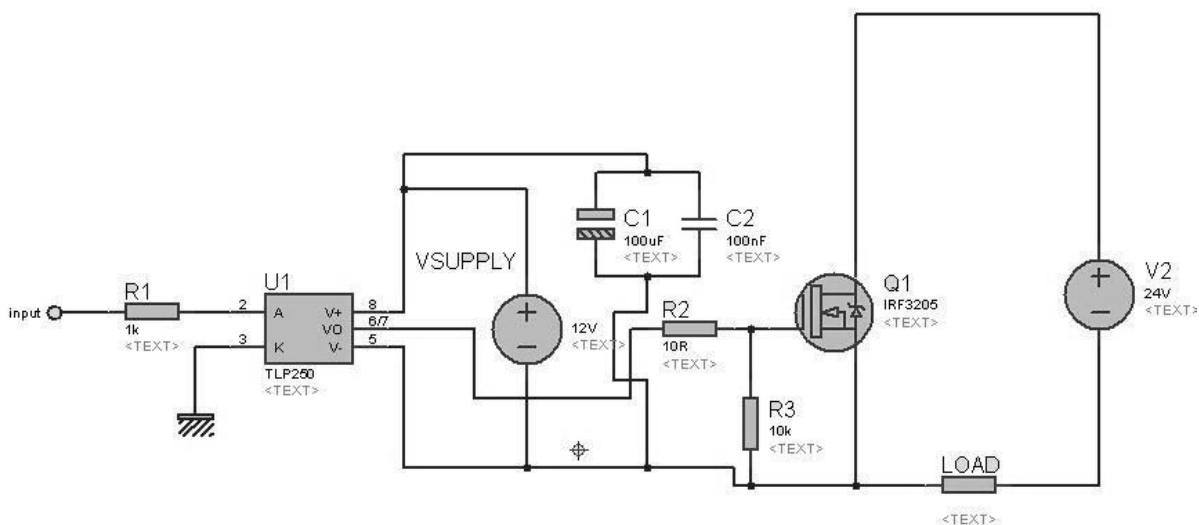 input
R1
1k
<TEXT>
U1
2
A
V+
8
VO
6/7
3
K
V-
5
TLP250
<TEXT>
VSUPPLY
+
-
12V
<TEXT>
C1
100uF
<TEXT>
C2
100nF
<TEXT>
R2
10R
<TEXT>
R3
10k
<TEXT>
Q1
IRF3205
<TEXT>
+
-
V2
24V
<TEXT>
LOAD
<TEXT>